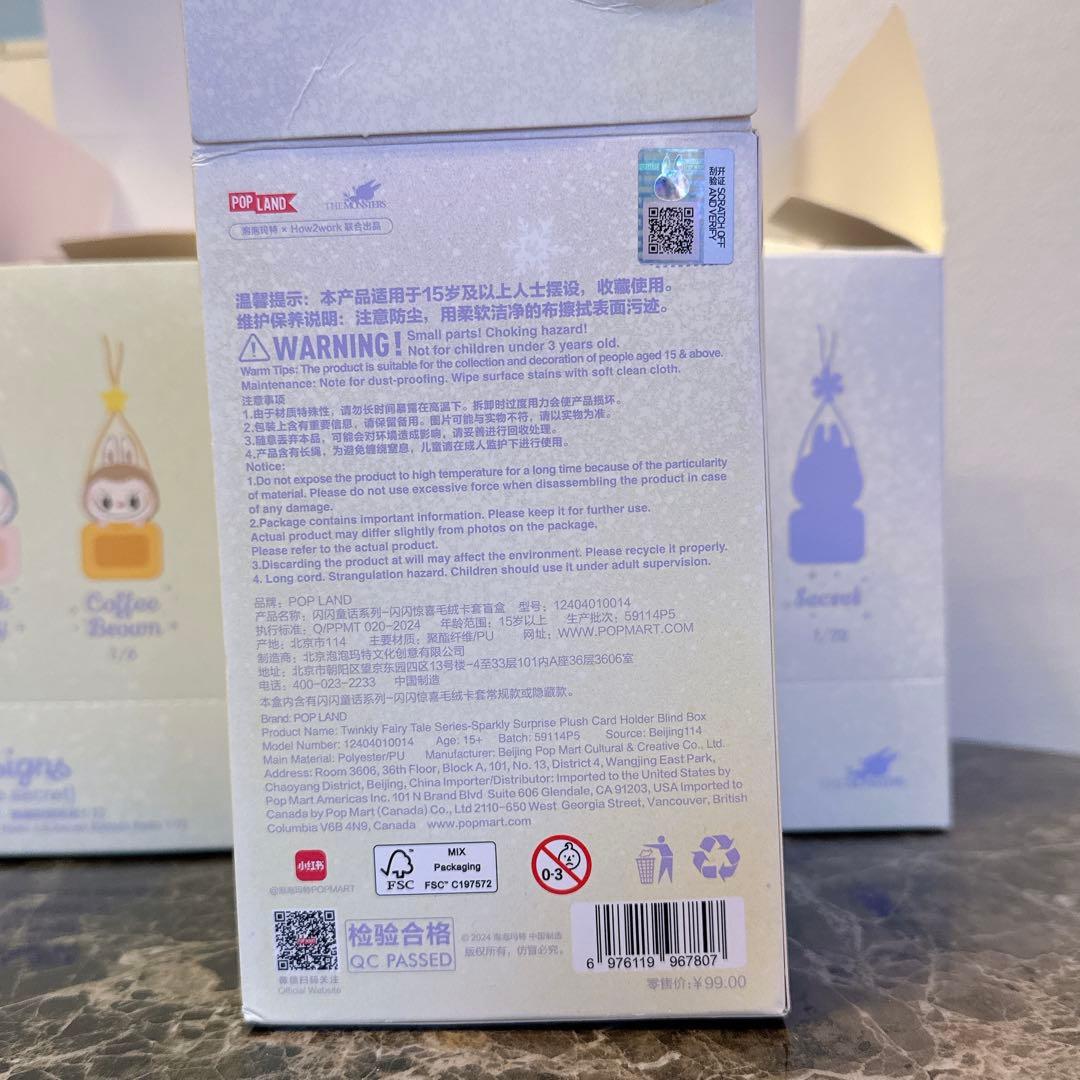 POP LAND
THE MONSTERS
泡泡玛特 × How2work 联合出品
刮开验证 SCRATCH OFF AND VERIFY
温馨提示：本产品适用于15岁及以上人士摆设，收藏使用。
维护保养说明：注意防尘，用柔软洁净的布擦拭表面污迹。
WARNING! Small parts! Choking hazard!
Not for children under 3 years old.
Warm Tips: The product is suitable for the collection and decoration of people aged 15 & above.
Maintenance: Note for dust-proofing. Wipe surface stains with soft clean cloth.
注意事项
1.由于材质特殊性，请勿长时间暴露在高温下。拆卸时过度用力会使产品损坏。
2.包装上含有重要信息，请保留备用。图片可能与实物不符，请以实物为准。
3.随意丢弃本品，可能会对环境造成影响，请妥善进行回收处理。
4.产品含有长绳，为避免缠绕窒息，儿童请在成人监护下进行使用。
Notice:
1.Do not expose the product to high temperature for a long time because of the particularity
of material. Please do not use excessive force when disassembling the product in case
of any damage.
2.Package contains important information. Please keep it for further use.
Actual product may differ slightly from photos on the package.
Please refer to the actual product.
3.Discarding the product at will may affect the environment. Please recycle it properly.
4. Long cord. Strangulation hazard. Children should use it under adult supervision.
品牌：POP LAND
产品名称：闪闪童话系列-闪闪惊喜毛绒卡套盲盒 型号：12404010014
执行标准：Q/PPMT 020-2024 年龄范围：15岁以上 生产批次：59114P5
产地：北京市114 主要材质：聚酯纤维/PU 网址：WWW.POPMART.COM
制造商：北京泡泡玛特文化创意有限公司
地址：北京市朝阳区望京东园四区13号楼-4至33层101内A座36层3606室
电话：400-023-2233 中国制造
本盒内含有闪闪童话系列-闪闪惊喜毛绒卡套常规款或隐藏款。
Brand: POP LAND
Product Name: Twinkly Fairy Tale Series-Sparkly Surprise Plush Card Holder Blind Box
Model Number: 12404010014 Age: 15+ Batch: 59114P5 Source: Beijing114
Main Material: Polyester/PU Manufacturer: Beijing Pop Mart Cultural & Creative Co., Ltd.
Address: Room 3606, 36th Floor, Block A, 101, No. 13, District 4, Wangjing East Park,
Chaoyang District, Beijing, China Importer/Distributor: Imported to the United States by
Pop Mart Americas Inc. 101 N Brand Blvd Suite 606 Glendale, CA 91203, USA Imported to
Canada by Pop Mart (Canada) Co., Ltd 2110-650 West Georgia Street, Vancouver, British
Columbia V6B 4N9, Canada www.popmart.com
小红书
@泡泡玛特POPMART
FSC
MIX
Packaging
FSC™ C197572
0-3
微信扫码关注
Official Website
检验合格
QC PASSED
© 2024 泡泡玛特 中国制造
版权所有，仿冒必究。
6 976119 967807
零售价：¥99.00
Coffee
Brown
1/6
Secret
1/72
signs
secret)
THE MONSTERS